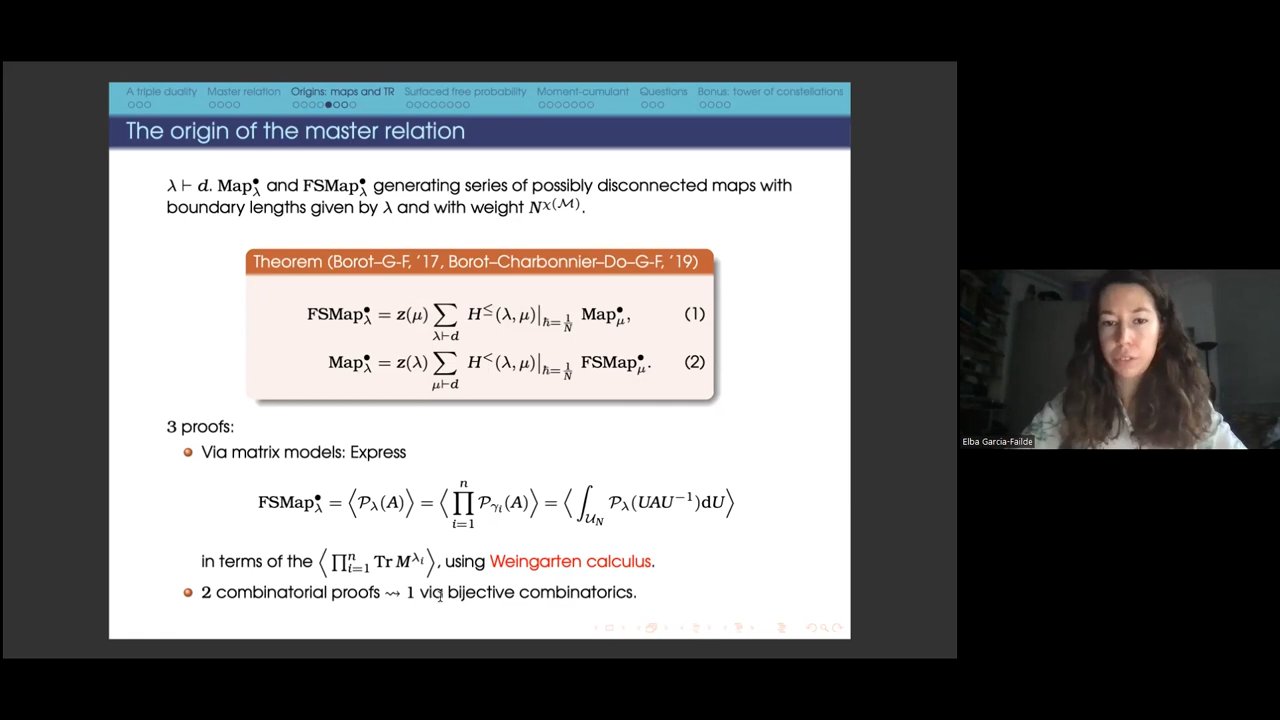 A triple duality Master relation Origins: maps and TR Surfaced free probability Moment-cumulant Questions Bonus: tower of constellations
The origin of the master relation
λ ⊢ d. Map•λ and FSMap•λ generating series of possibly disconnected maps with
boundary lengths given by λ and with weight N^χ(ℳ).
Theorem (Borot–G-F, '17, Borot–Charbonnier–Do–G-F, '19)
FSMap•λ = z(μ) ∑λ⊢d H≤(λ, μ)|ħ=1/N Map•μ, (1)
Map•λ = z(λ) ∑μ⊢d H<(λ, μ)|ħ=1/N FSMap•μ. (2)
3 proofs:
Via matrix models: Express
FSMap•λ = ⟨𝒫λ(A)⟩ = ⟨∏ⁿi=1 𝒫γi(A)⟩ = ⟨∫𝒰N 𝒫λ(UAU⁻¹)dU⟩
in terms of the ⟨∏ⁿi=1 Tr M^λi⟩, using Weingarten calculus.
2 combinatorial proofs ⇝ 1 via bijective combinatorics.
Elba Garcia-Failde